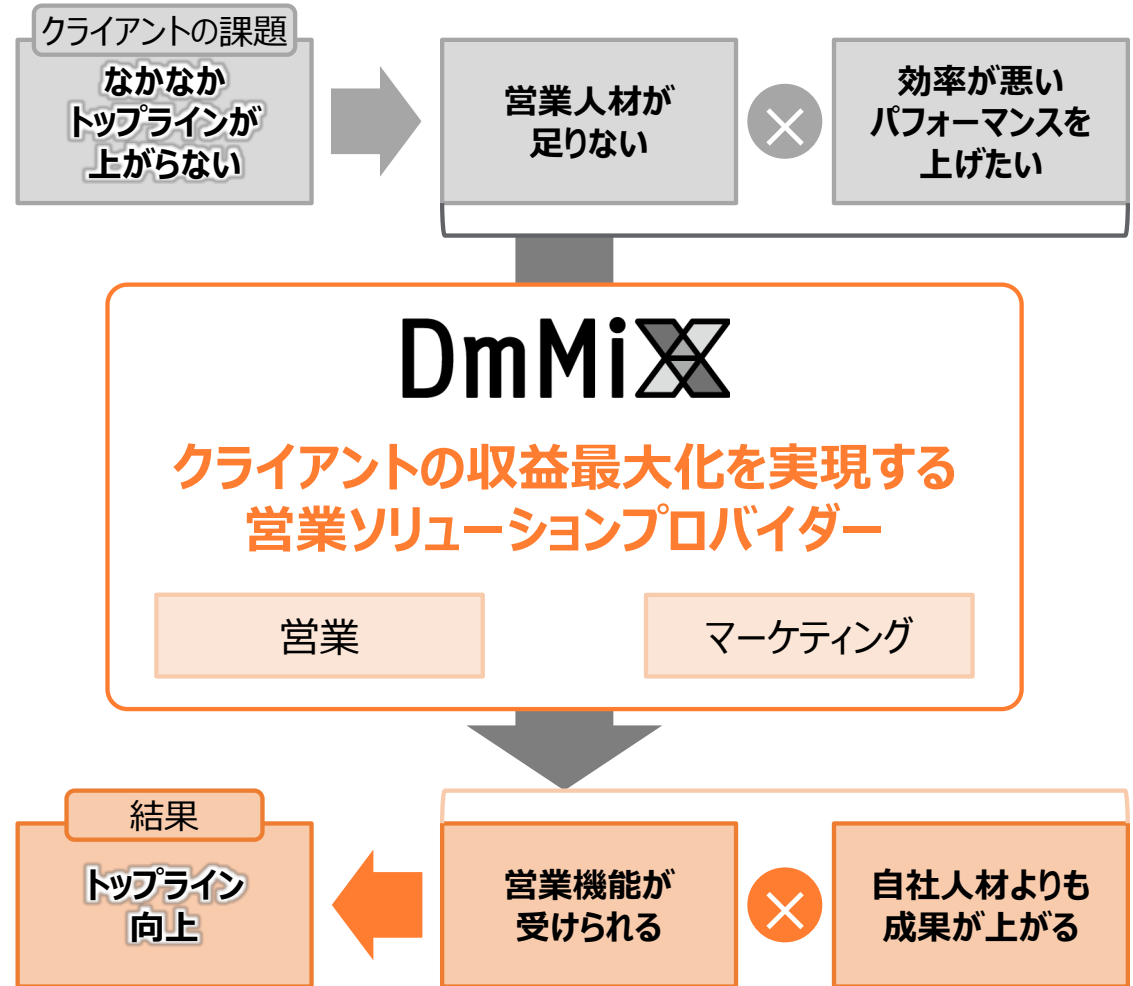 クライアントの課題
なかなか
トップラインが
上がらない
営業人材が
足りない
×
効率が悪い
パフォーマンスを
上げたい
DmMiX
クライアントの収益最大化を実現する
営業ソリューションプロバイダー
営業
マーケティング
結果
トップライン
向上
営業機能が
受けられる
×
自社人材よりも
成果が上がる